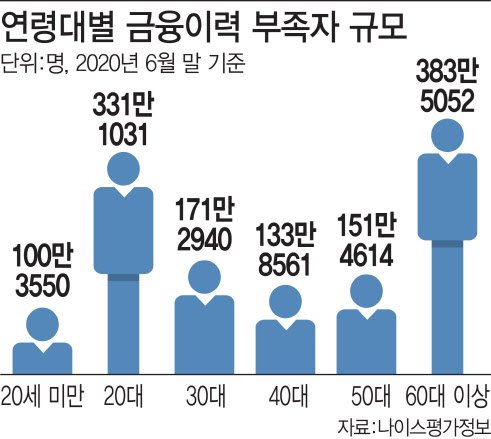 연령대별 금융이력 부족자 규모
단위:명, 2020년 6월 말 기준
100만
3550
331만
1031
171만
2940
133만
8561
151만
4614
383만
5052
20세 미만 20대 30대 40대 50대 60대 이상
자료:나이스평가정보